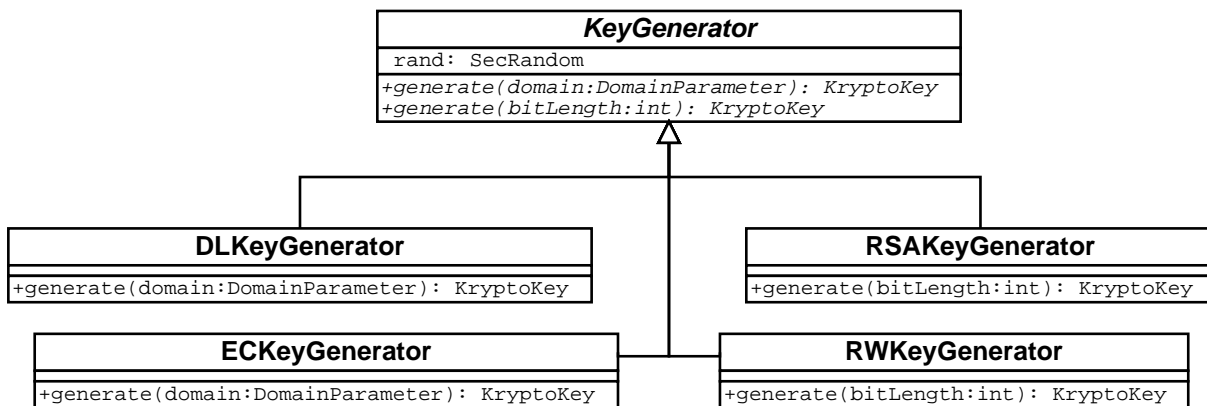 KeyGenerator
rand: SecRandom
+generate(domain:DomainParameter): KryptoKey
+generate(bitLength:int): KryptoKey
DLKeyGenerator
+generate(domain:DomainParameter): KryptoKey
RSAKeyGenerator
+generate(bitLength:int): KryptoKey
ECKeyGenerator
+generate(domain:DomainParameter): KryptoKey
RWKeyGenerator
+generate(bitLength:int): KryptoKey